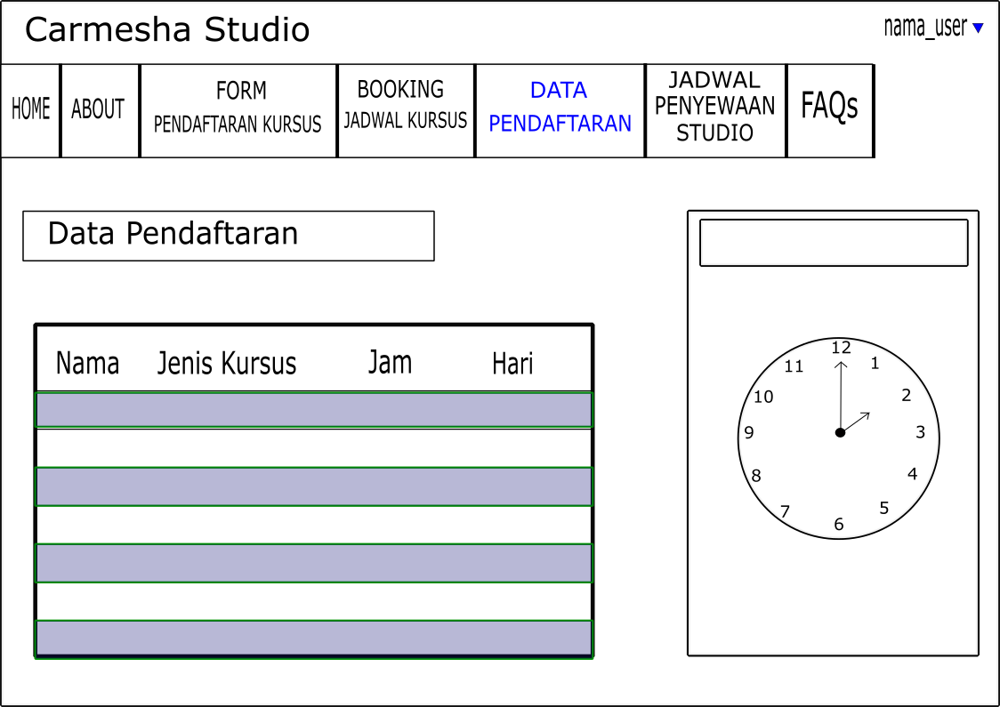 Carmesha Studio
nama_user
HOME
ABOUT
FORM
PENDAFTARAN KURSUS
BOOKING
JADWAL KURSUS
DATA
PENDAFTARAN
JADWAL
PENYEWAAN
STUDIO
FAQs
Data Pendaftaran
Nama Jenis Kursus Jam Hari
12
1
2
3
4
5
6
7
8
9
10
11